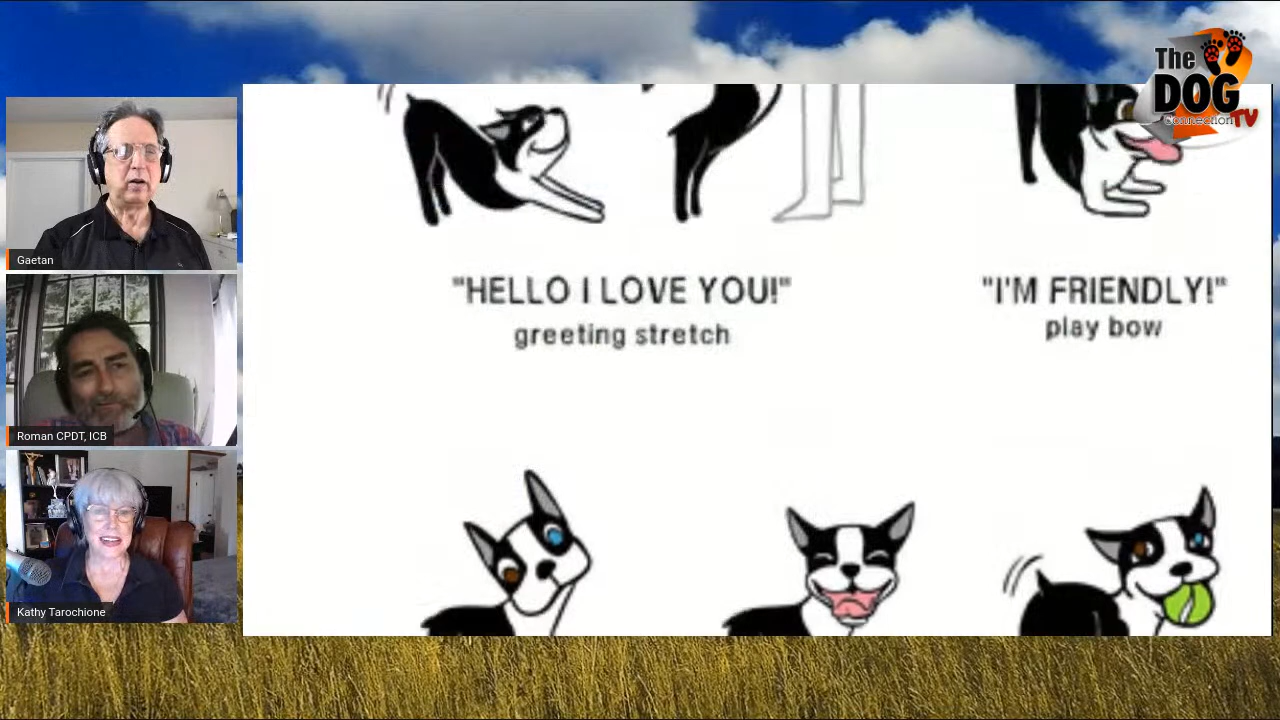 The
DOG
Connection TV
Gaetan
"HELLO I LOVE YOU!"
greeting stretch
"I'M FRIENDLY!"
play bow
Roman CPDT, ICB
Kathy Tarochione